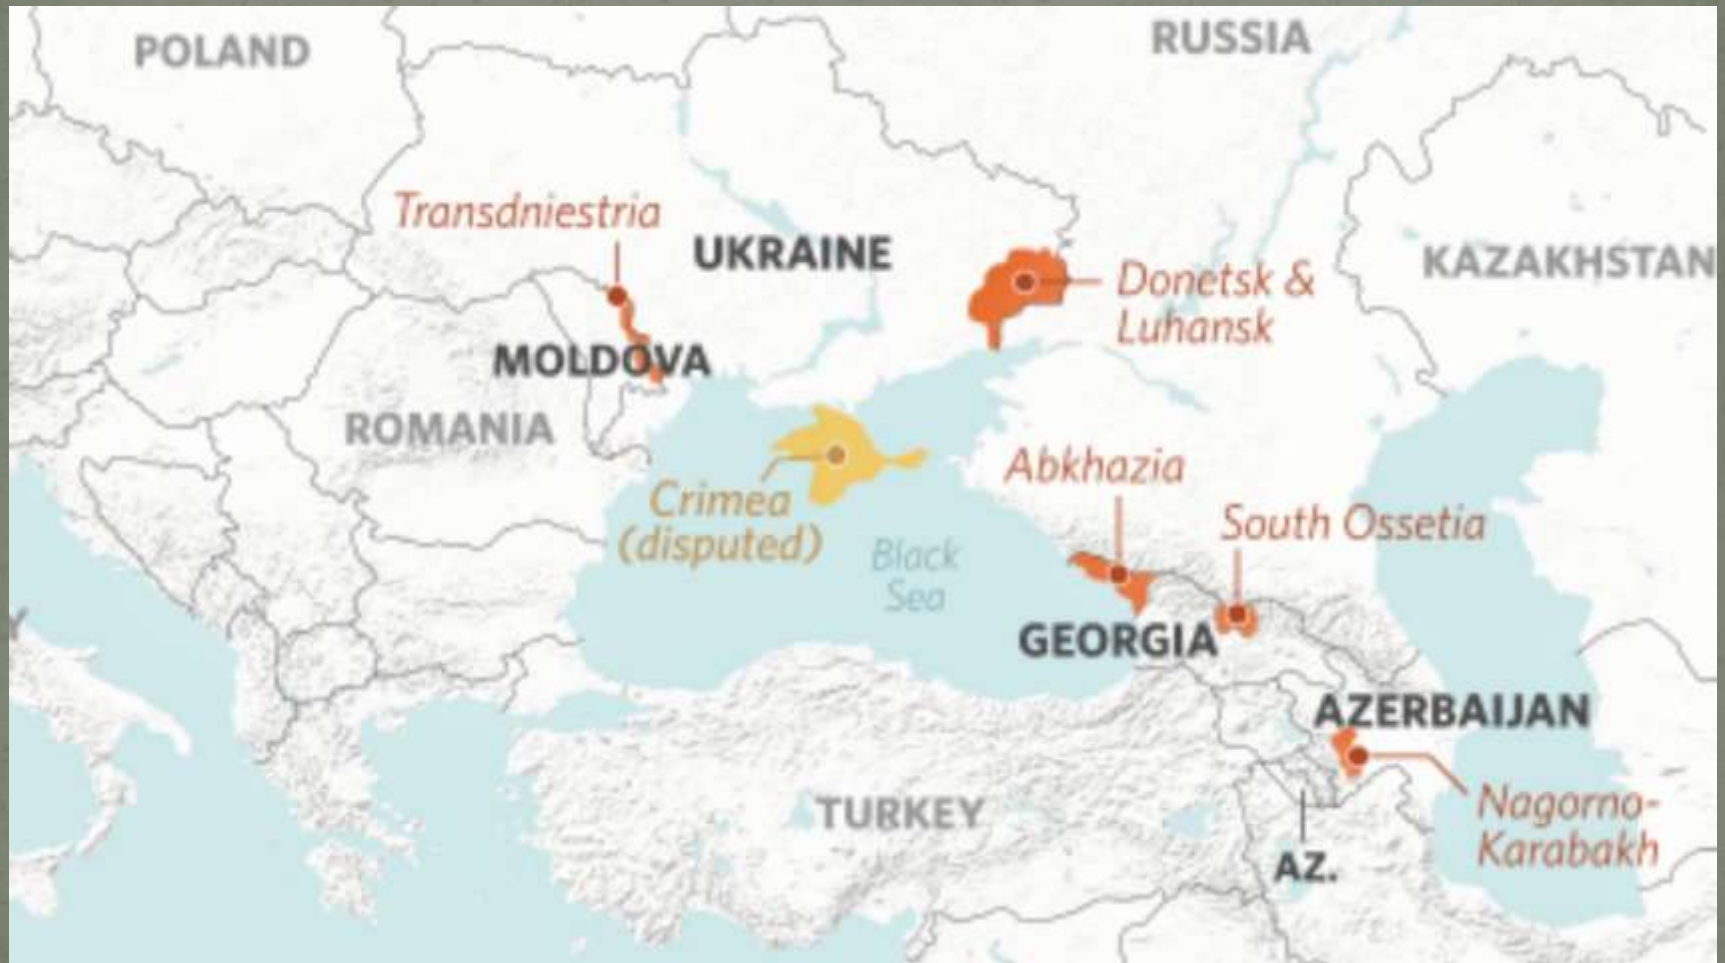 POLAND
RUSSIA
Transdniestria
UKRAINE
KAZAKHSTAN
Donetsk &
Luhansk
MOLDOVA
ROMANIA
Abkhazia
Crimea
(disputed)
South Ossetia
Black
Sea
GEORGIA
AZERBAIJAN
TURKEY
Nagorno-
Karabakh
AZ.